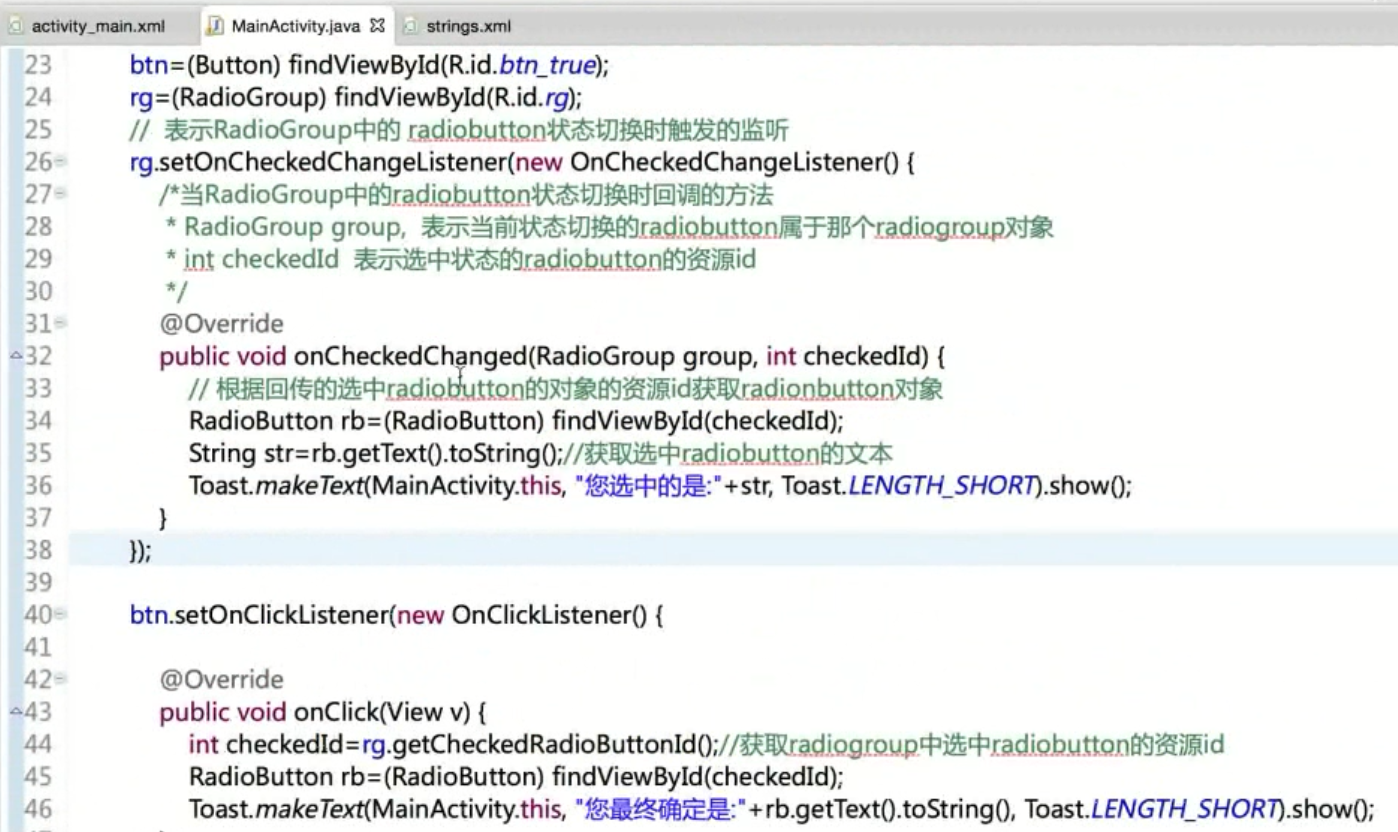 activity_main.xml MainActivity.java strings.xml
23 btn=(Button) findViewById(R.id.btn_true);
24 rg=(RadioGroup) findViewById(R.id.rg);
25 // 表示RadioGroup中的 radiobutton状态切换时触发的监听
26 rg.setOnCheckedChangeListener(new OnCheckedChangeListener() {
27 /*当RadioGroup中的radiobutton状态切换时回调的方法
28 * RadioGroup group, 表示当前状态切换的radiobutton属于那个radiogroup对象
29 * int checkedId 表示选中状态的radiobutton的资源id
30 */
31 @Override
32 public void onCheckedChanged(RadioGroup group, int checkedId) {
33 // 根据回传的选中radiobutton的对象的资源id获取radionbutton对象
34 RadioButton rb=(RadioButton) findViewById(checkedId);
35 String str=rb.getText().toString();//获取选中radiobutton的文本
36 Toast.makeText(MainActivity.this, "您选中的是:"+str, Toast.LENGTH_SHORT).show();
37 }
38 });
39
40 btn.setOnClickListener(new OnClickListener() {
41
42 @Override
43 public void onClick(View v) {
44 int checkedId=rg.getCheckedRadioButtonId();//获取radiogroup中选中radiobutton的资源id
45 RadioButton rb=(RadioButton) findViewById(checkedId);
46 Toast.makeText(MainActivity.this, "您最终确定是:"+rb.getText().toString(), Toast.LENGTH_SHORT).show();